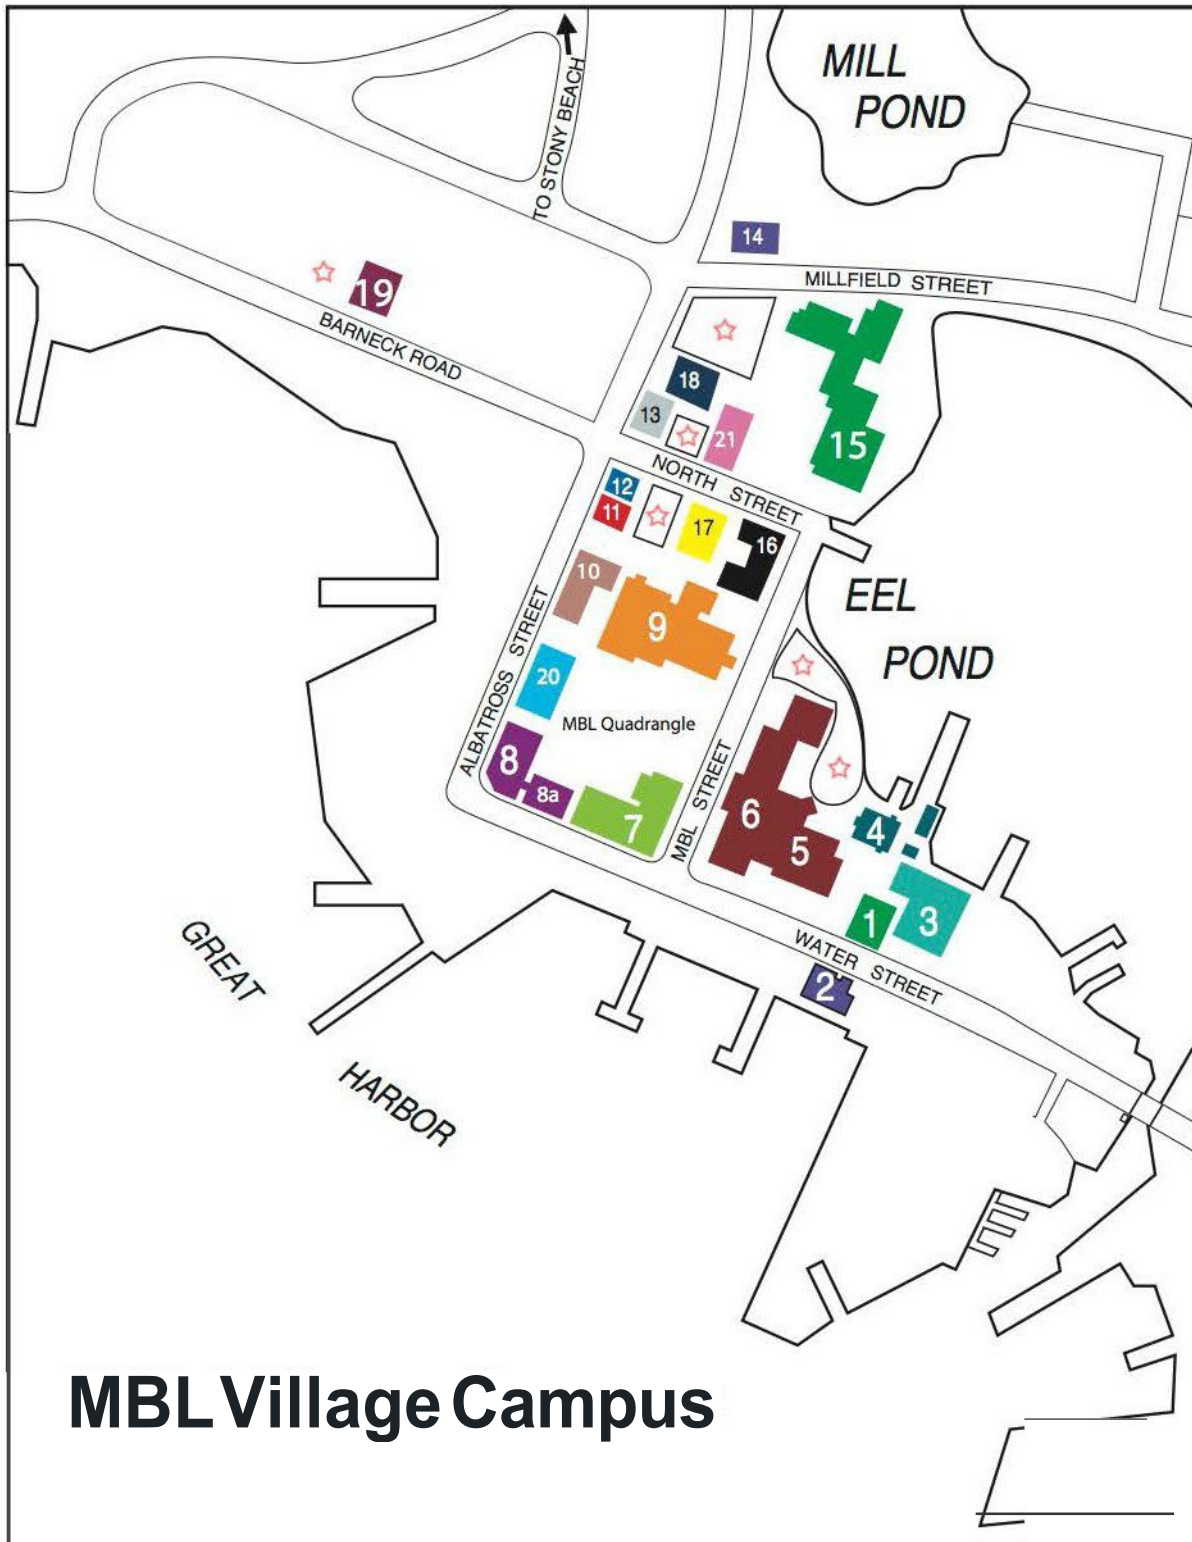 MILL
POND
TO STONY BEACH
14
MILLFIELD STREET
19
BARNECK ROAD
18
13
21
15
NORTH STREET
12
11
17
16
10
9
EEL
POND
ALBATROSS STREET
20
MBL Quadrangle
8
8a
7
MBL STREET
6
5
4
1
3
WATER STREET
2
GREAT
HARBOR
MBL Village Campus